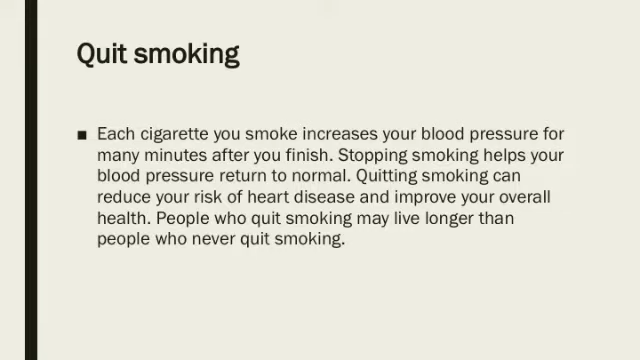 Quit smoking
■ Each cigarette you smoke increases your blood pressure for
many minutes after you finish. Stopping smoking helps your
blood pressure return to normal. Quitting smoking can
reduce your risk of heart disease and improve your overall
health. People who quit smoking may live longer than
people who never quit smoking.